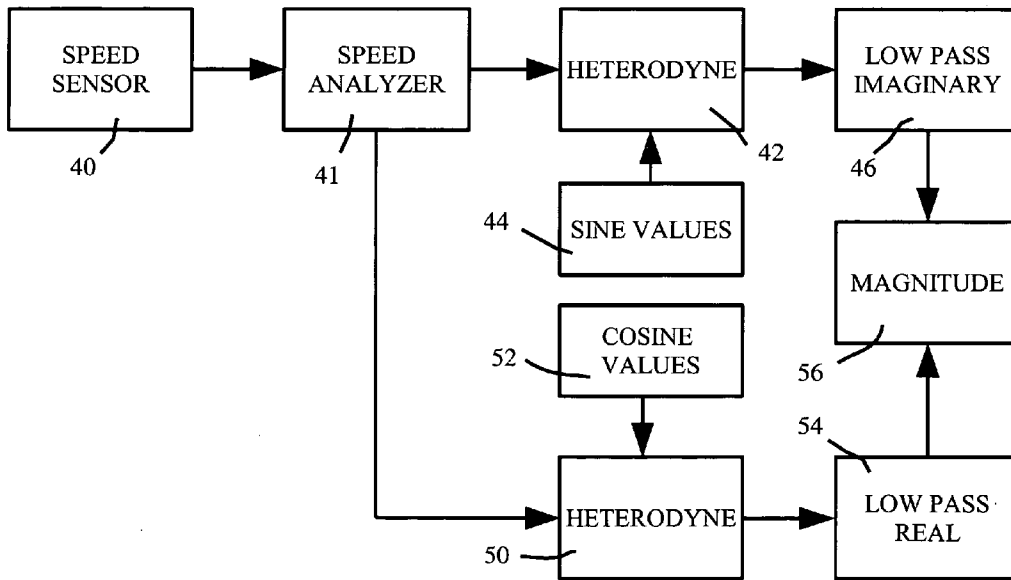 SPEED
SENSOR
SPEED
ANALYZER
HETERODYNE
LOW PASS
IMAGINARY
40
41
42
46
44
SINE VALUES
MAGNITUDE
52
COSINE
VALUES
56
54
HETERODYNE
LOW PASS
REAL
50